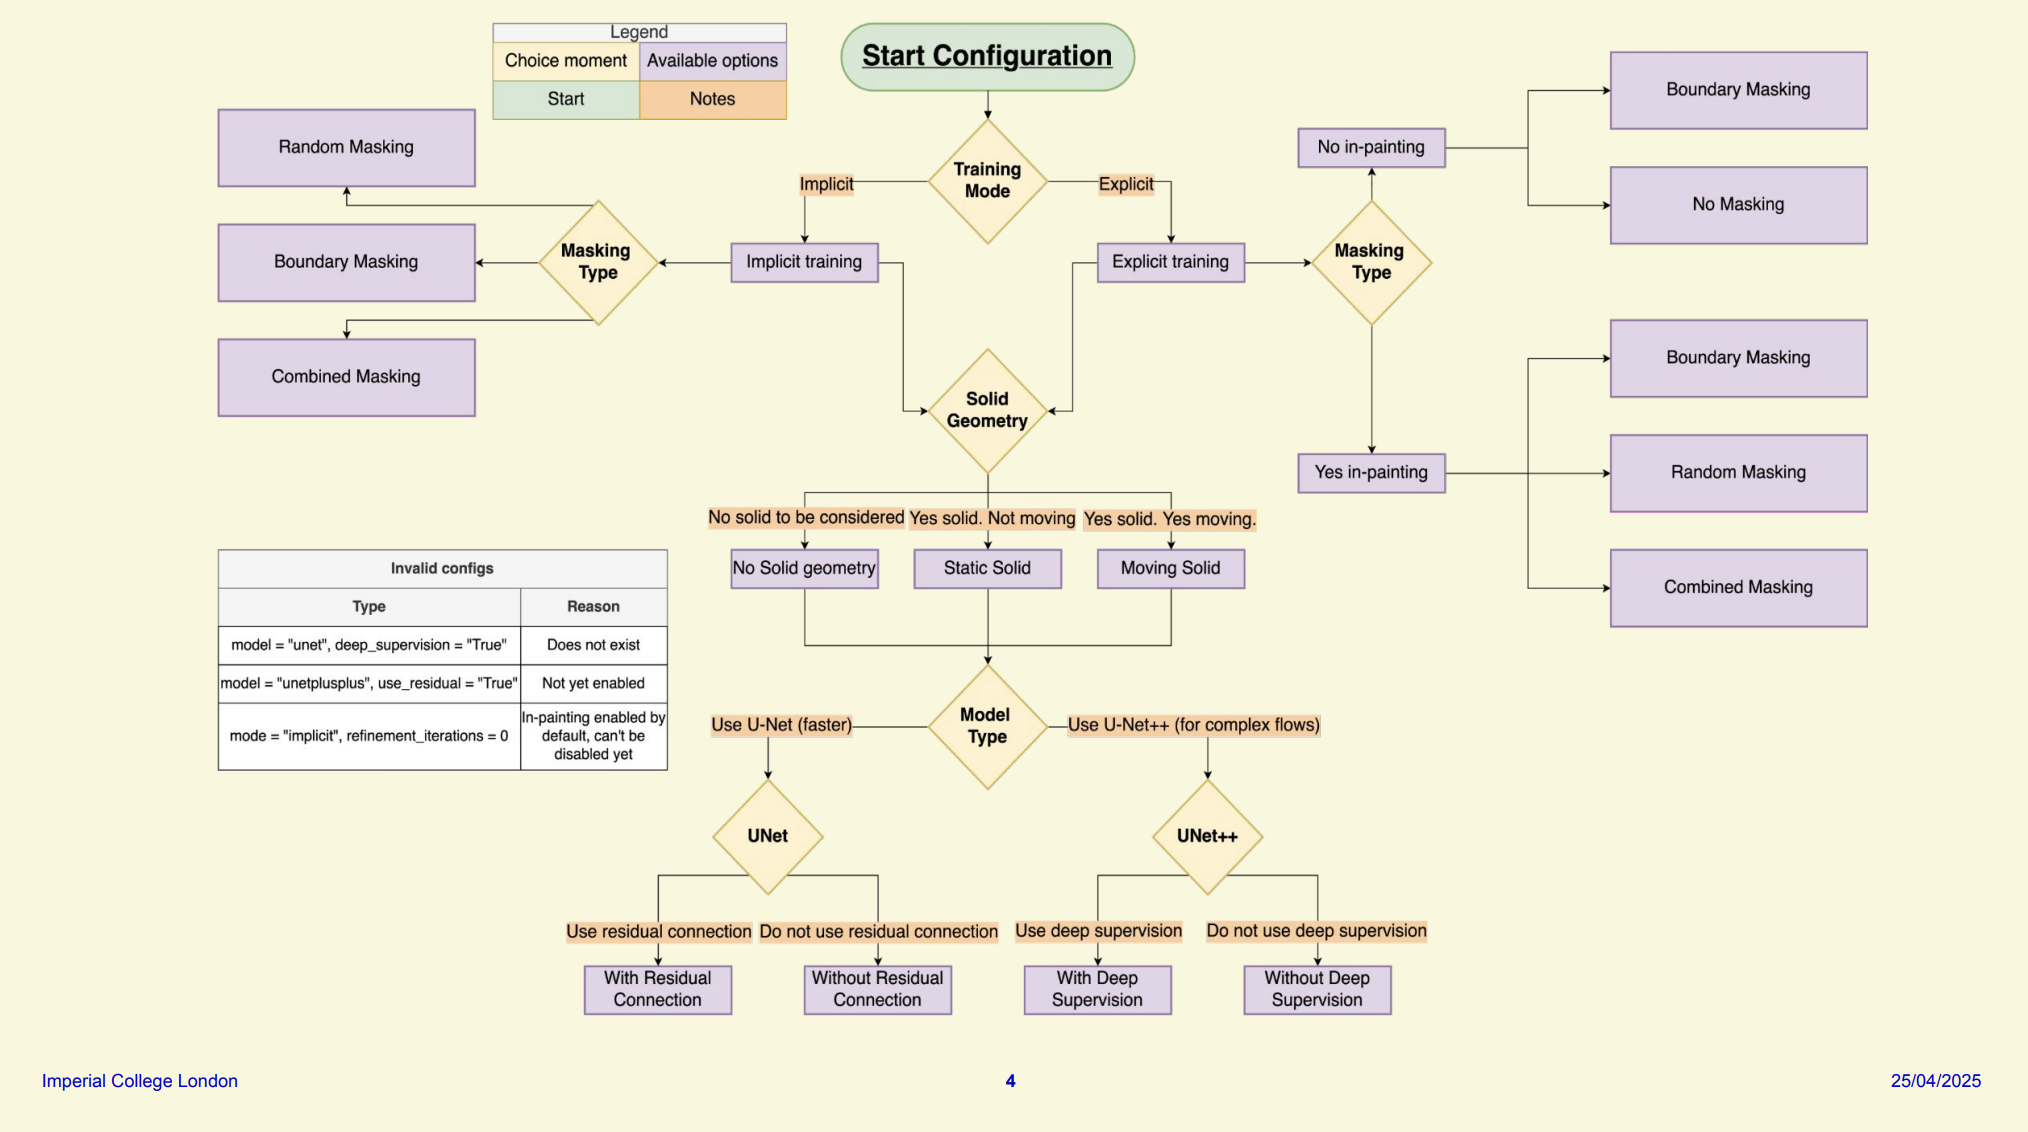 Legend
Choice moment
Available options
Start
Notes
Start Configuration
Training
Mode
Implicit
Explicit
Implicit training
Explicit training
Masking
Type
Random Masking
Boundary Masking
Combined Masking
Masking
Type
No in-painting
Boundary Masking
No Masking
Yes in-painting
Boundary Masking
Random Masking
Combined Masking
Solid
Geometry
No solid to be considered
Yes solid. Not moving
Yes solid. Yes moving.
No Solid geometry
Static Solid
Moving Solid
Invalid configs
Type
Reason
model = "unet", deep_supervision = "True"
Does not exist
model = "unetplusplus", use_residual = "True"
Not yet enabled
mode = "implicit", refinement_iterations = 0
In-painting enabled by
default, can't be
disabled yet
Model
Type
Use U-Net (faster)
Use U-Net++ (for complex flows)
UNet
UNet++
Use residual connection
Do not use residual connection
Use deep supervision
Do not use deep supervision
With Residual
Connection
Without Residual
Connection
With Deep
Supervision
Without Deep
Supervision
Imperial College London
4
25/04/2025